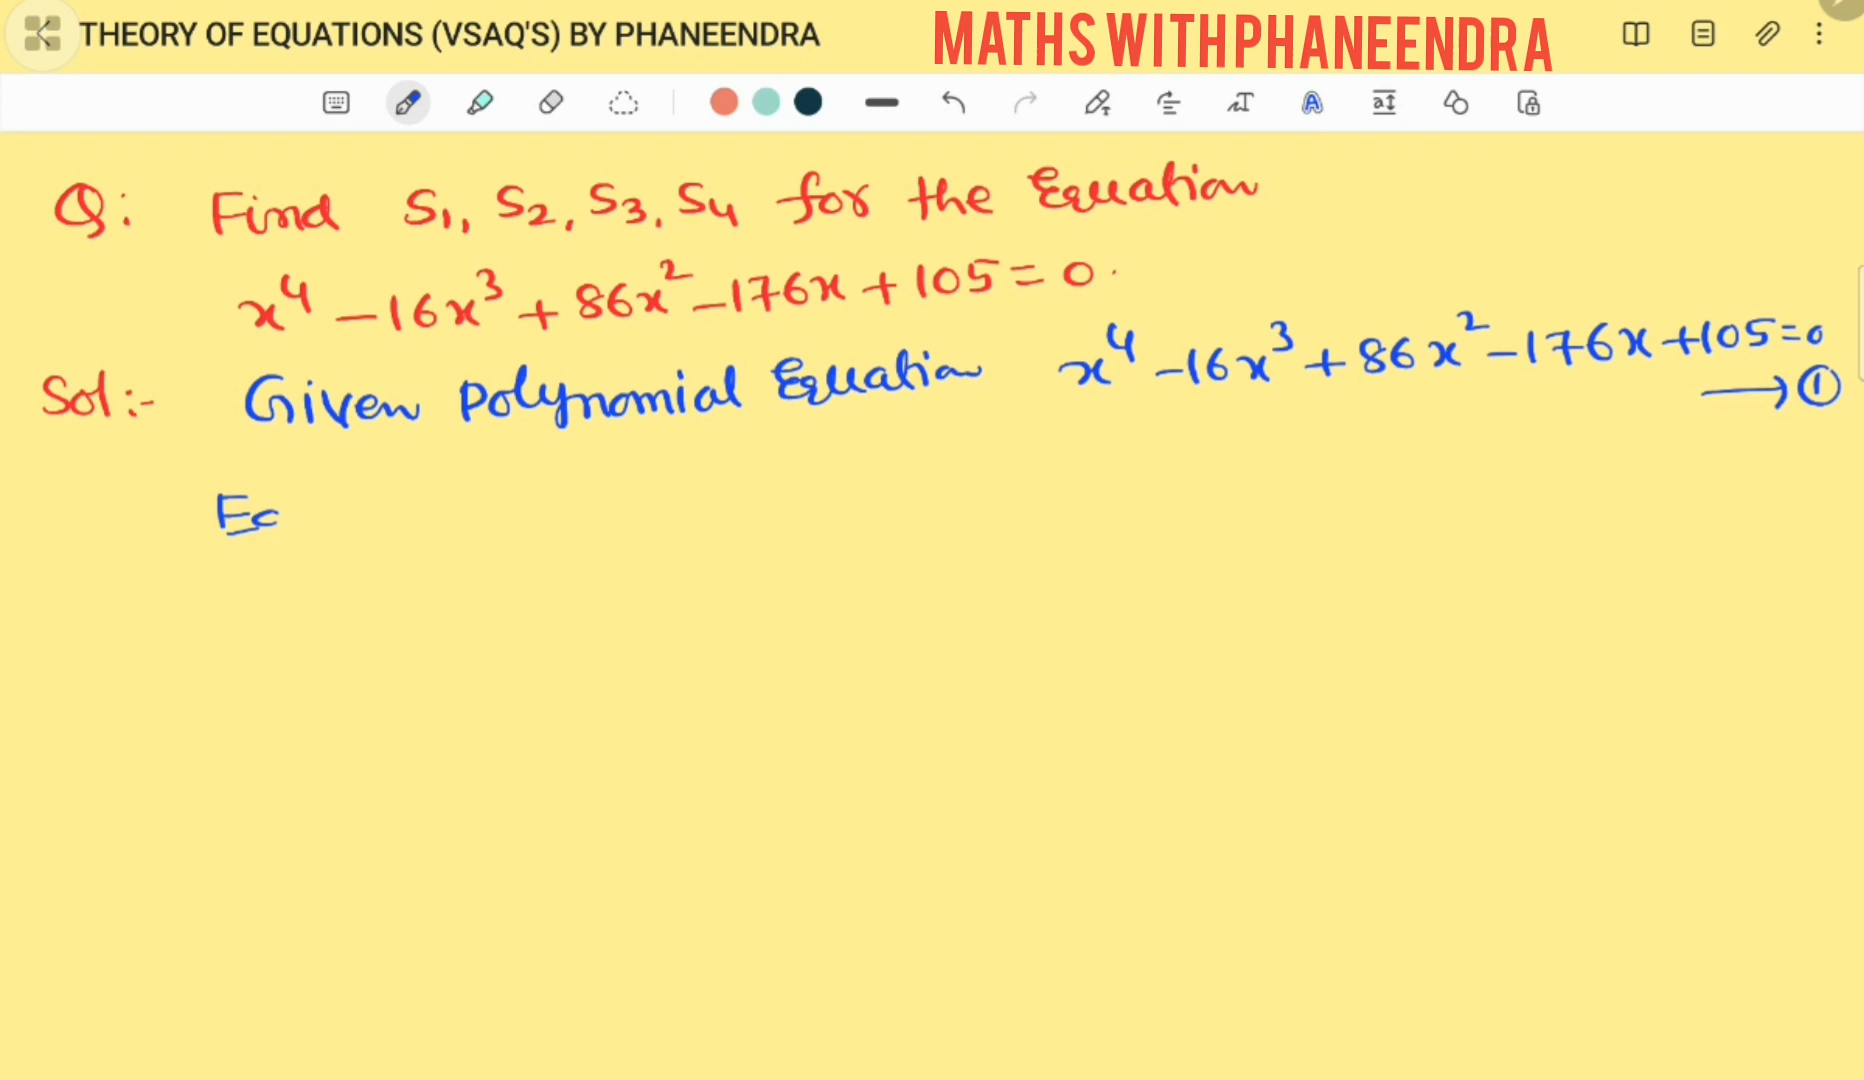 THEORY OF EQUATIONS (VSAQ'S) BY PHANEENDRA
MATHS WITH PHANEENDRA
Q: Find S₁, S₂, S₃, S₄ for the Equation
x⁴ – 16x³ + 86x² – 176x + 105 = 0.
Sol:- Given Polynomial Equation x⁴ – 16x³ + 86x² – 176x + 105 = 0
→ ①
Ec